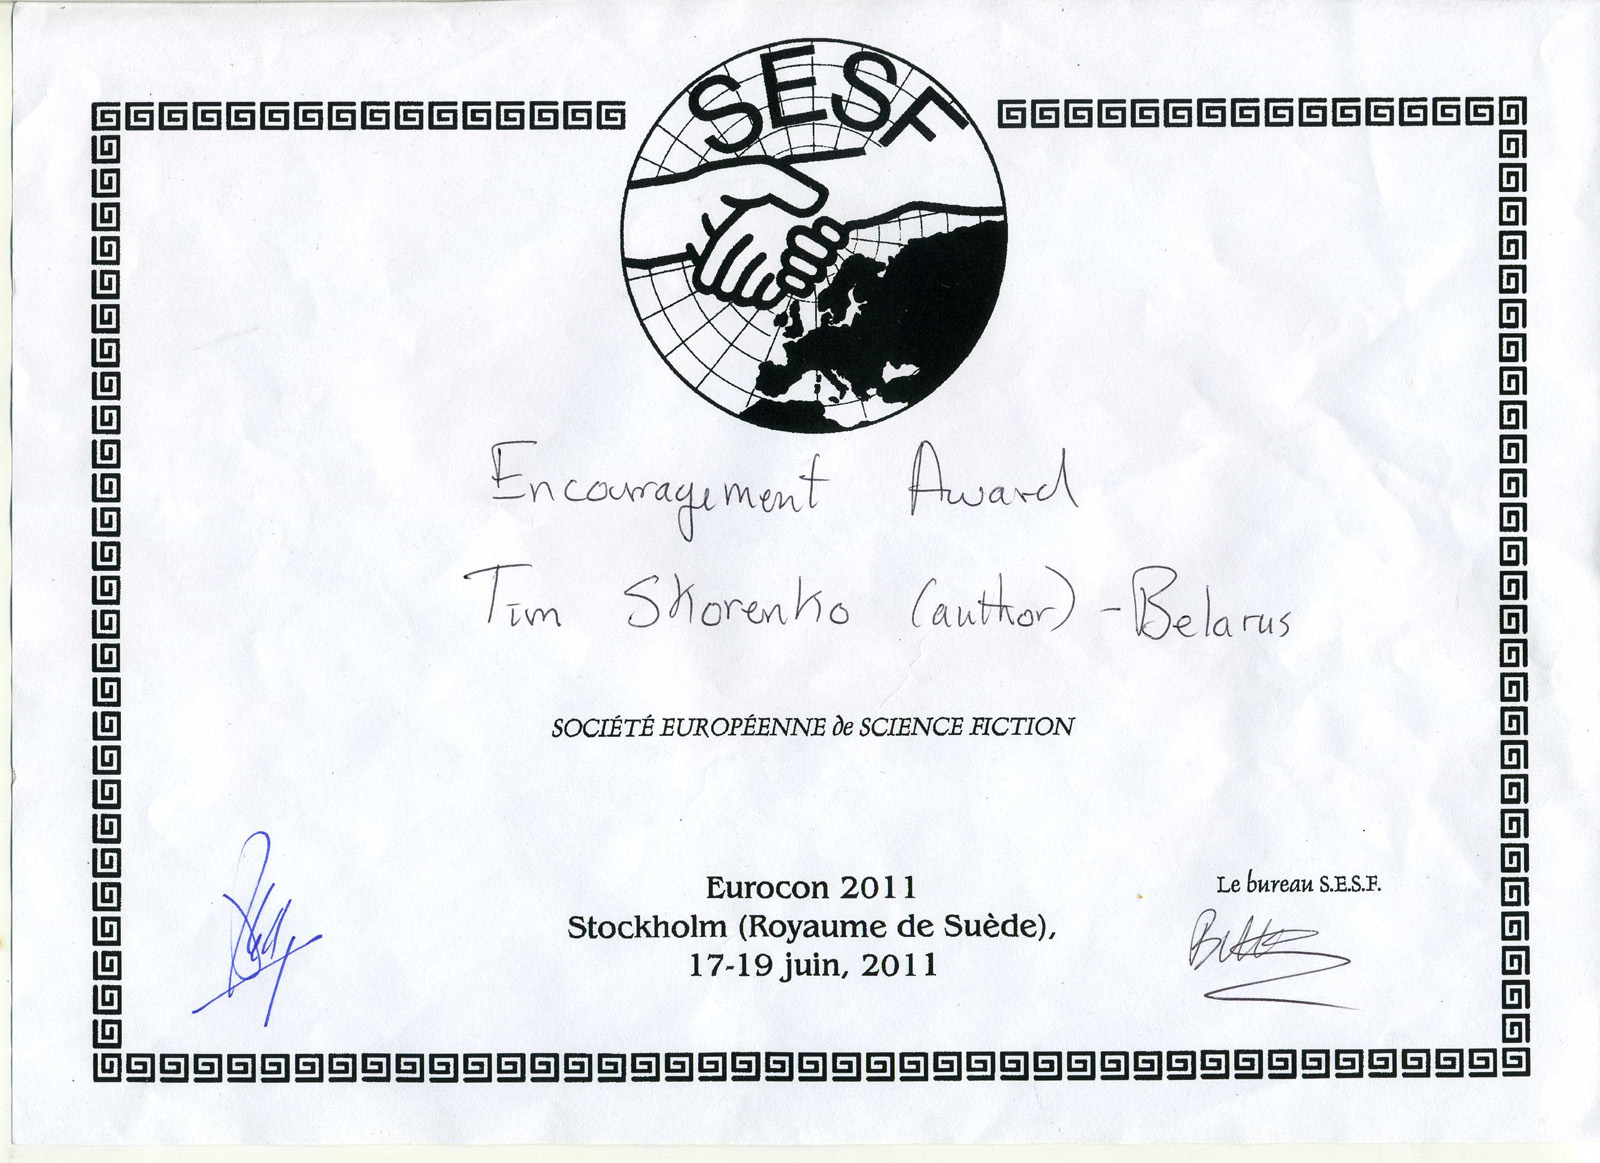 SESF
Encouragement Award
Tim Skorenko (author) - Belarus
SOCIÉTÉ EUROPÉENNE de SCIENCE FICTION
Eurocon 2011
Stockholm (Royaume de Suède),
17-19 juin, 2011
Le bureau S.E.S.F.